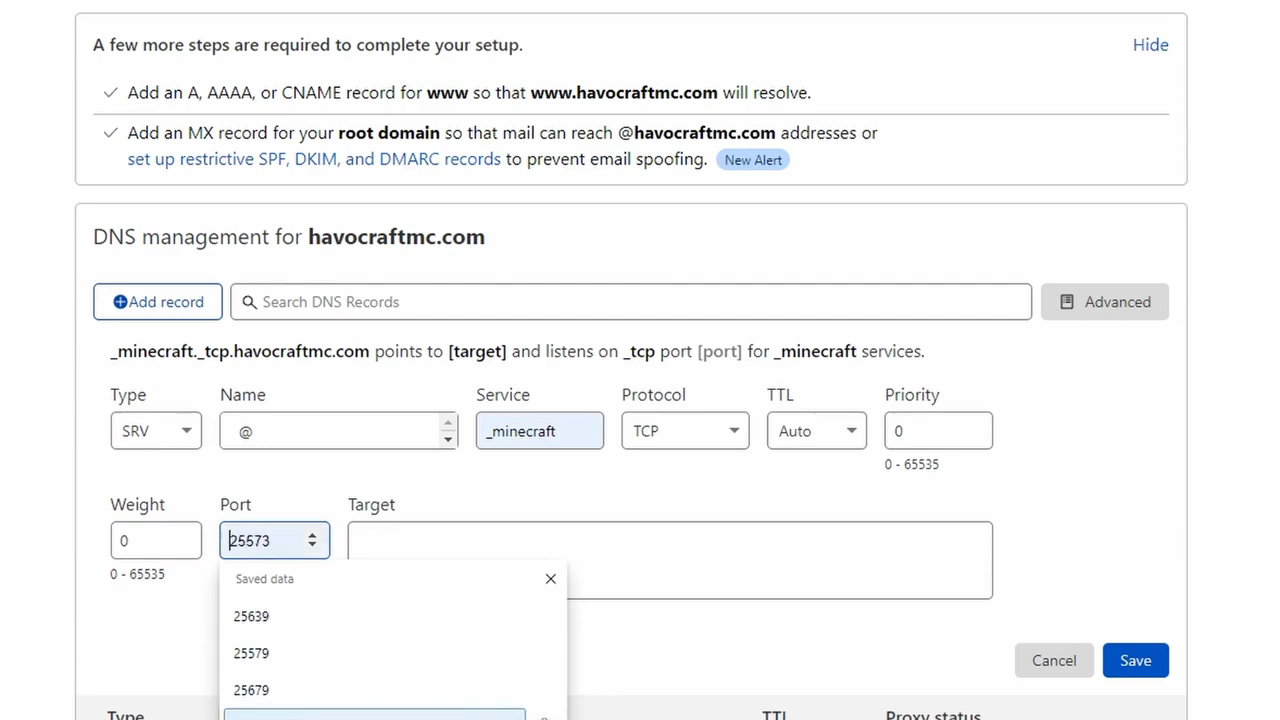 A few more steps are required to complete your setup.
Hide
Add an A, AAAA, or CNAME record for www so that www.havocraftmc.com will resolve.
Add an MX record for your root domain so that mail can reach @havocraftmc.com addresses or
set up restrictive SPF, DKIM, and DMARC records to prevent email spoofing. New Alert
DNS management for havocraftmc.com
Add record
Search DNS Records
Advanced
_minecraft._tcp.havocraftmc.com points to [target] and listens on _tcp port [port] for _minecraft services.
Type Name Service Protocol TTL Priority
SRV @ _minecraft TCP Auto 0
0 - 65535
Weight Port Target
0 25573
0 - 65535
Saved data
25639
25579
25679
Cancel Save
Type TTL Proxy status